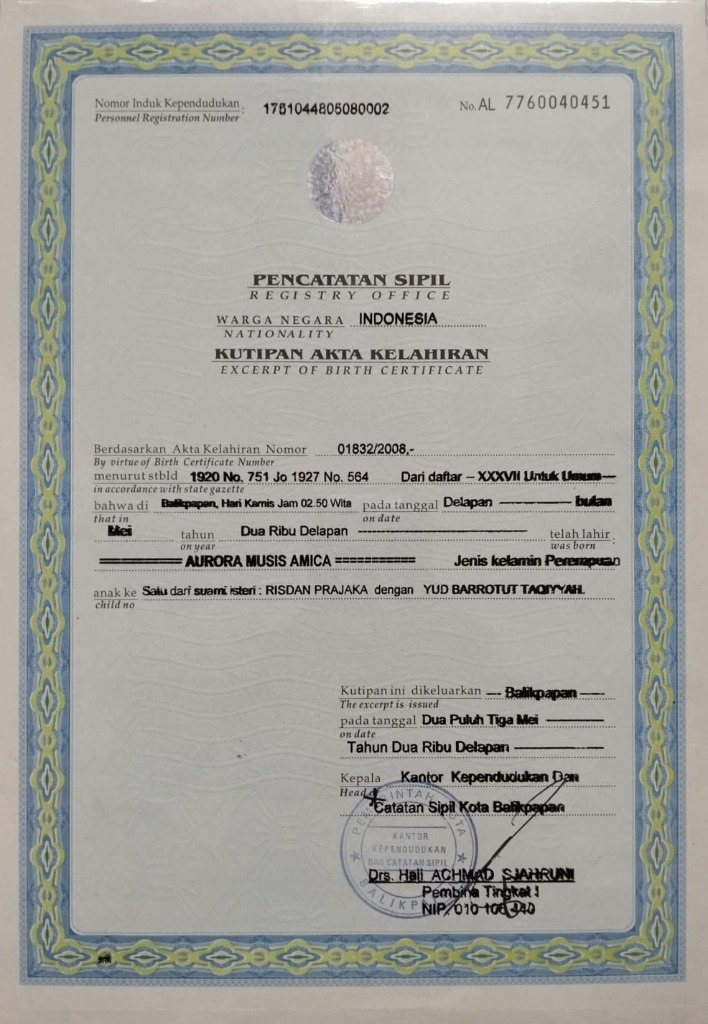 Nomor Induk Kependudukan : 1751044805080002 No. AL 7760040451
Personnel Registration Number
PENCATATAN SIPIL
REGISTRY OFFICE
WARGA NEGARA INDONESIA
NATIONALITY
KUTIPAN AKTA KELAHIRAN
EXCERPT OF BIRTH CERTIFICATE
Berdasarkan Akta Kelahiran Nomor 01832/2008,-
By virtue of Birth Certificate Number
menurut stbld 1920 No. 751 Jo 1927 No. 564 Dari daftar – XXXVII Untuk Umum—
in accordance with state gazette
bahwa di Balikpapan, Hari Kamis Jam 02.50 Wita pada tanggal Delapan ——— bulan
that in on date
Mei tahun Dua Ribu Delapan ——————— telah lahir
on year was born
========== AURORA MUSIS AMICA ========== Jenis kelamin Perempuan
anak ke Satu dari suami isteri : RISDAN PRAJAKA dengan YUD BARROTUT TAQIYYAH.
child no
Kutipan ini dikeluarkan — Balikpapan ——
The excerpt is issued
pada tanggal Dua Puluh Tiga Mei ————
on date
Tahun Dua Ribu Delapan ——————
Kepala Kantor Kependudukan Dan
Head
Catatan Sipil Kota Balikpapan
PEMERINTAH KOTA
KANTOR
KEPENDUDUKAN
DAN CATATAN SIPIL
BALIKPAPAN
Drs. Haji ACHMAD SJAHRUNI
Pembina Tingkat I
NIP. 010 106 440